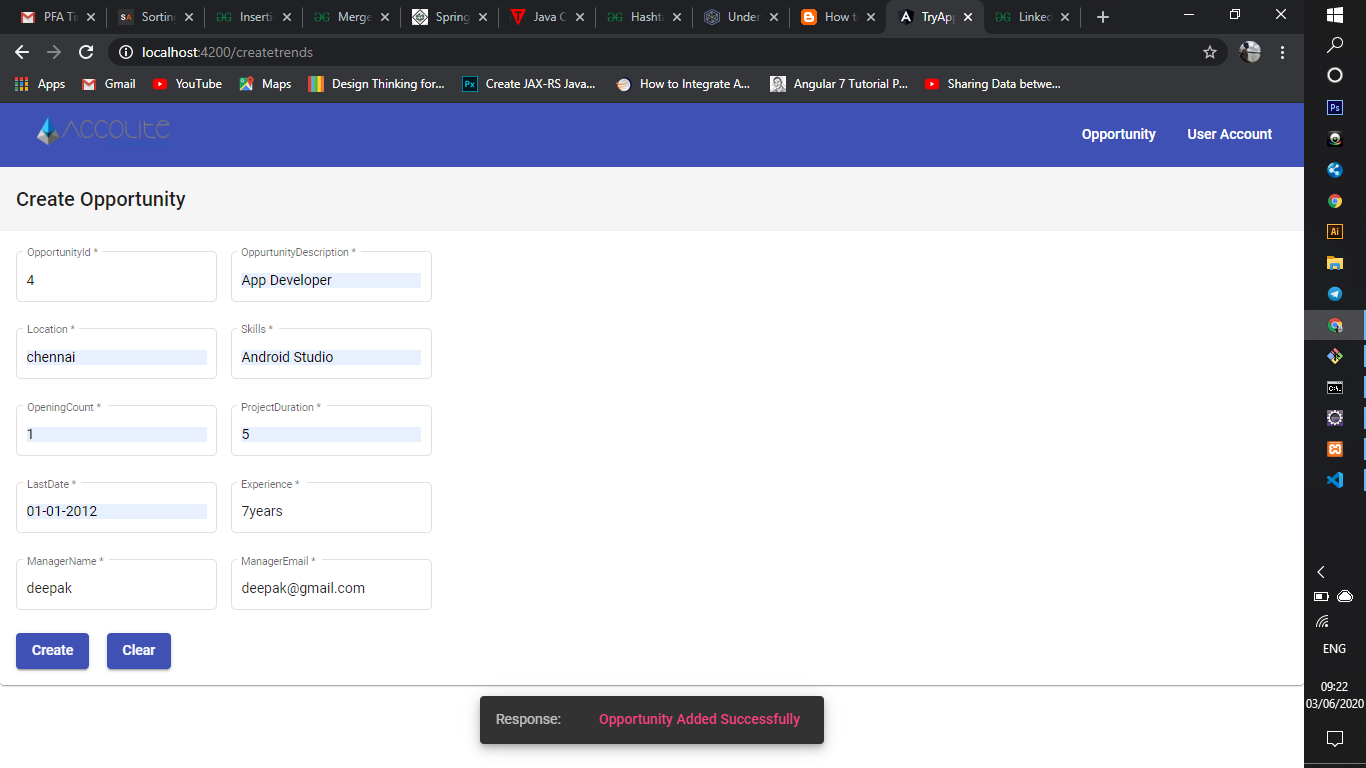 PFA Ti
Sortin
Inserti
Merge
Spring
Java C
Hasht
Under
How t
TryAp
Linked
localhost:4200/createtrends
Apps
Gmail
YouTube
Maps
Design Thinking for...
Create JAX-RS Java...
How to Integrate A...
Angular 7 Tutorial P...
Sharing Data betwe...
ACCOLITE
Opportunity
User Account
Create Opportunity
OpportunityId *
OppurtunityDescription *
4
App Developer
Location *
Skills *
chennai
Android Studio
OpeningCount *
ProjectDuration *
1
5
LastDate *
Experience *
01-01-2012
7years
ManagerName *
ManagerEmail *
deepak
deepak@gmail.com
Create
Clear
Response:
Opportunity Added Successfully
ENG
09:22
03/06/2020